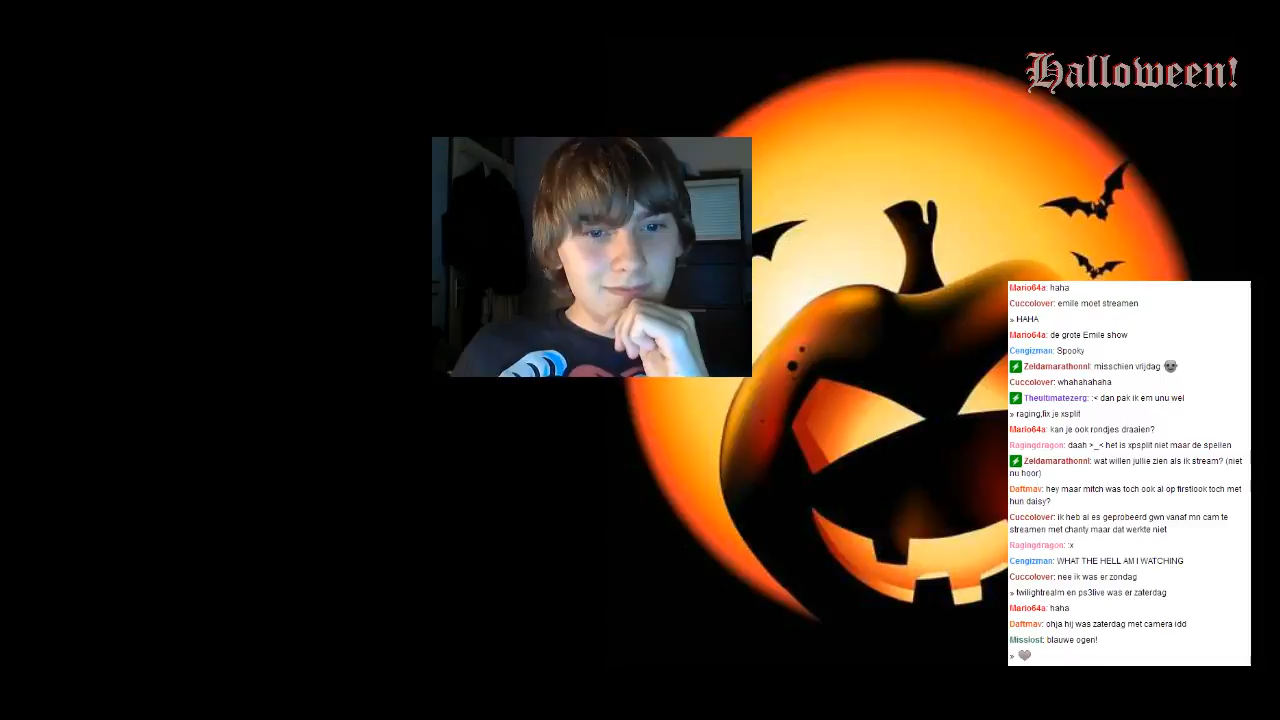 Halloween!
Mario64a: haha
Cuccolover: emile moet streamen
» HAHA
Mario64a: de grote Emile show
Cengizman: Spooky
Zeldamarathonnl: misschien vrijdag
Cuccolover: whahahahaha
Theultimatezerg: :< dan pak ik em unu wel
» raging,fix je xsplit
Mario64a: kan je ook rondjes draaien?
Ragingdragon: daah >_< het is xpsplit niet maar de spellen
Zeldamarathonnl: wat willen jullie zien als ik stream? (niet
nu hoor)
Daftmav: hey maar mitch was toch ook al op firstlook toch met
hun daisy?
Cuccolover: ik heb al es geprobeerd gwn vanaf mn cam te
streamen met chanty maar dat werkte niet
Ragingdragon: :x
Cengizman: WHAT THE HELL AM I WATCHING
Cuccolover: nee ik was er zondag
» twilightrealm en ps3live was er zaterdag
Mario64a: haha
Daftmav: ohja hij was zaterdag met camera idd
Misslost: blauwe ogen!
»